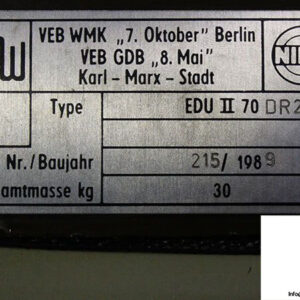 VEB WMK „7. Oktober" Berlin
VEB GDB „8. Mai"
Karl - Marx - Stadt
W
NIL
Type EDU II 70 DR2
Nr./Baujahr 215/ 1989
amtmasse kg 30